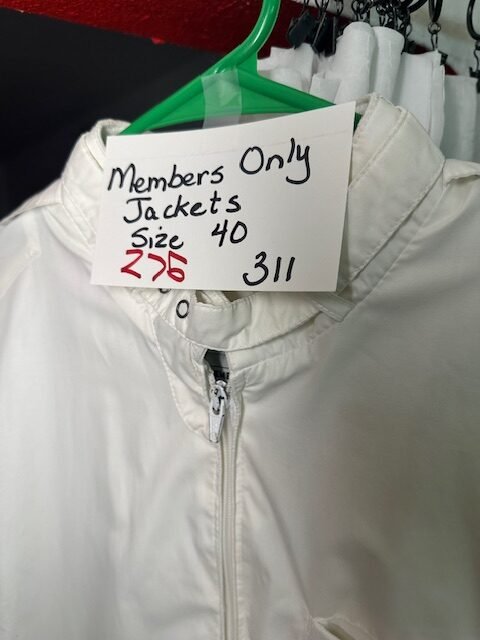 Members Only
Jackets
Size 40
276 311